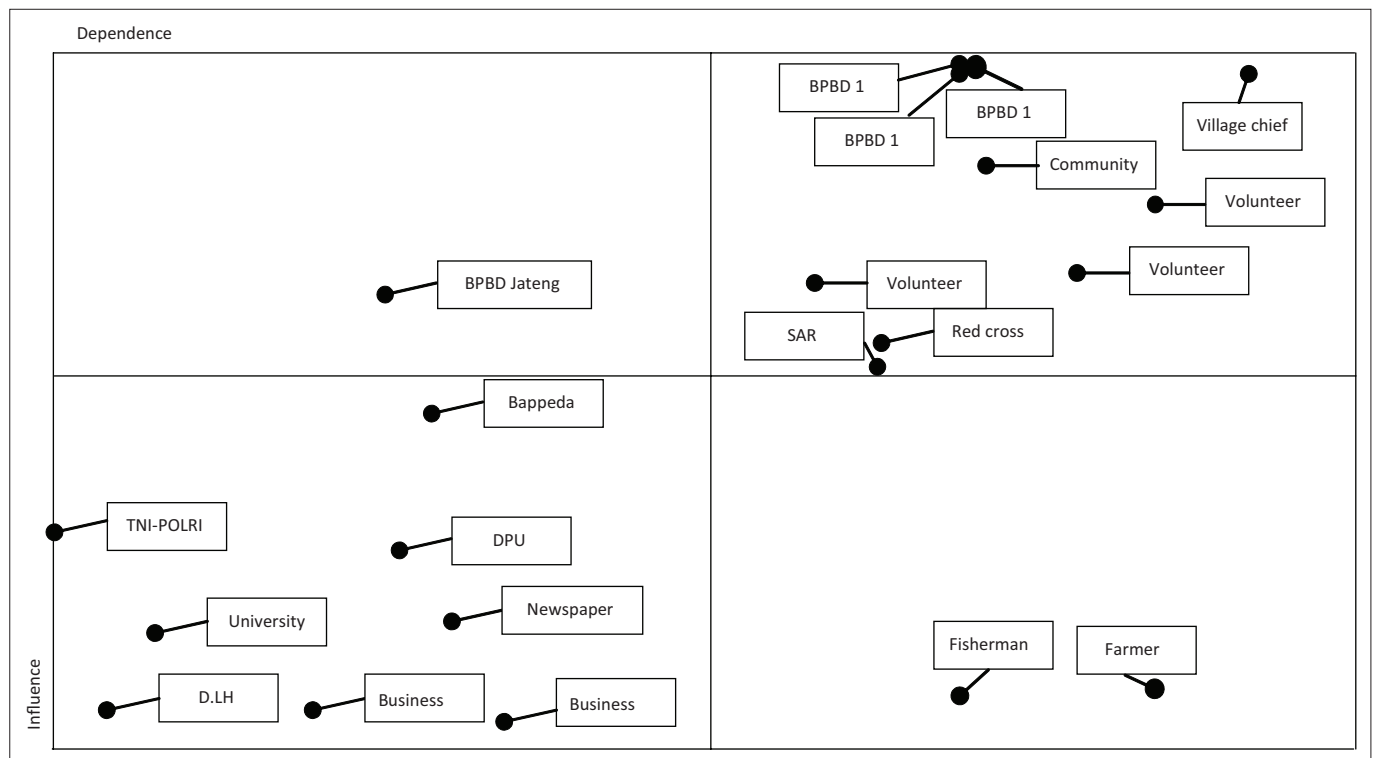 Dependence
BPBD 1
BPBD 1
BPBD 1
Village chief
Community
Volunteer
Volunteer
BPBD Jateng
Volunteer
SAR
Red cross
Bappeda
TNI-POLRI
DPU
University
Newspaper
Fisherman
Farmer
Influence
D.LH
Business
Business